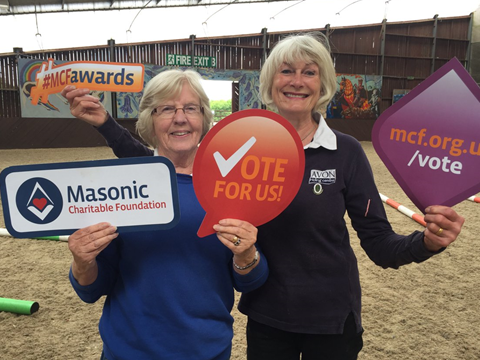 FIRE EXIT
#MCFawards
Masonic
Charitable Foundation
VOTE
FOR US!
mcf.org.u
/vote
AVON